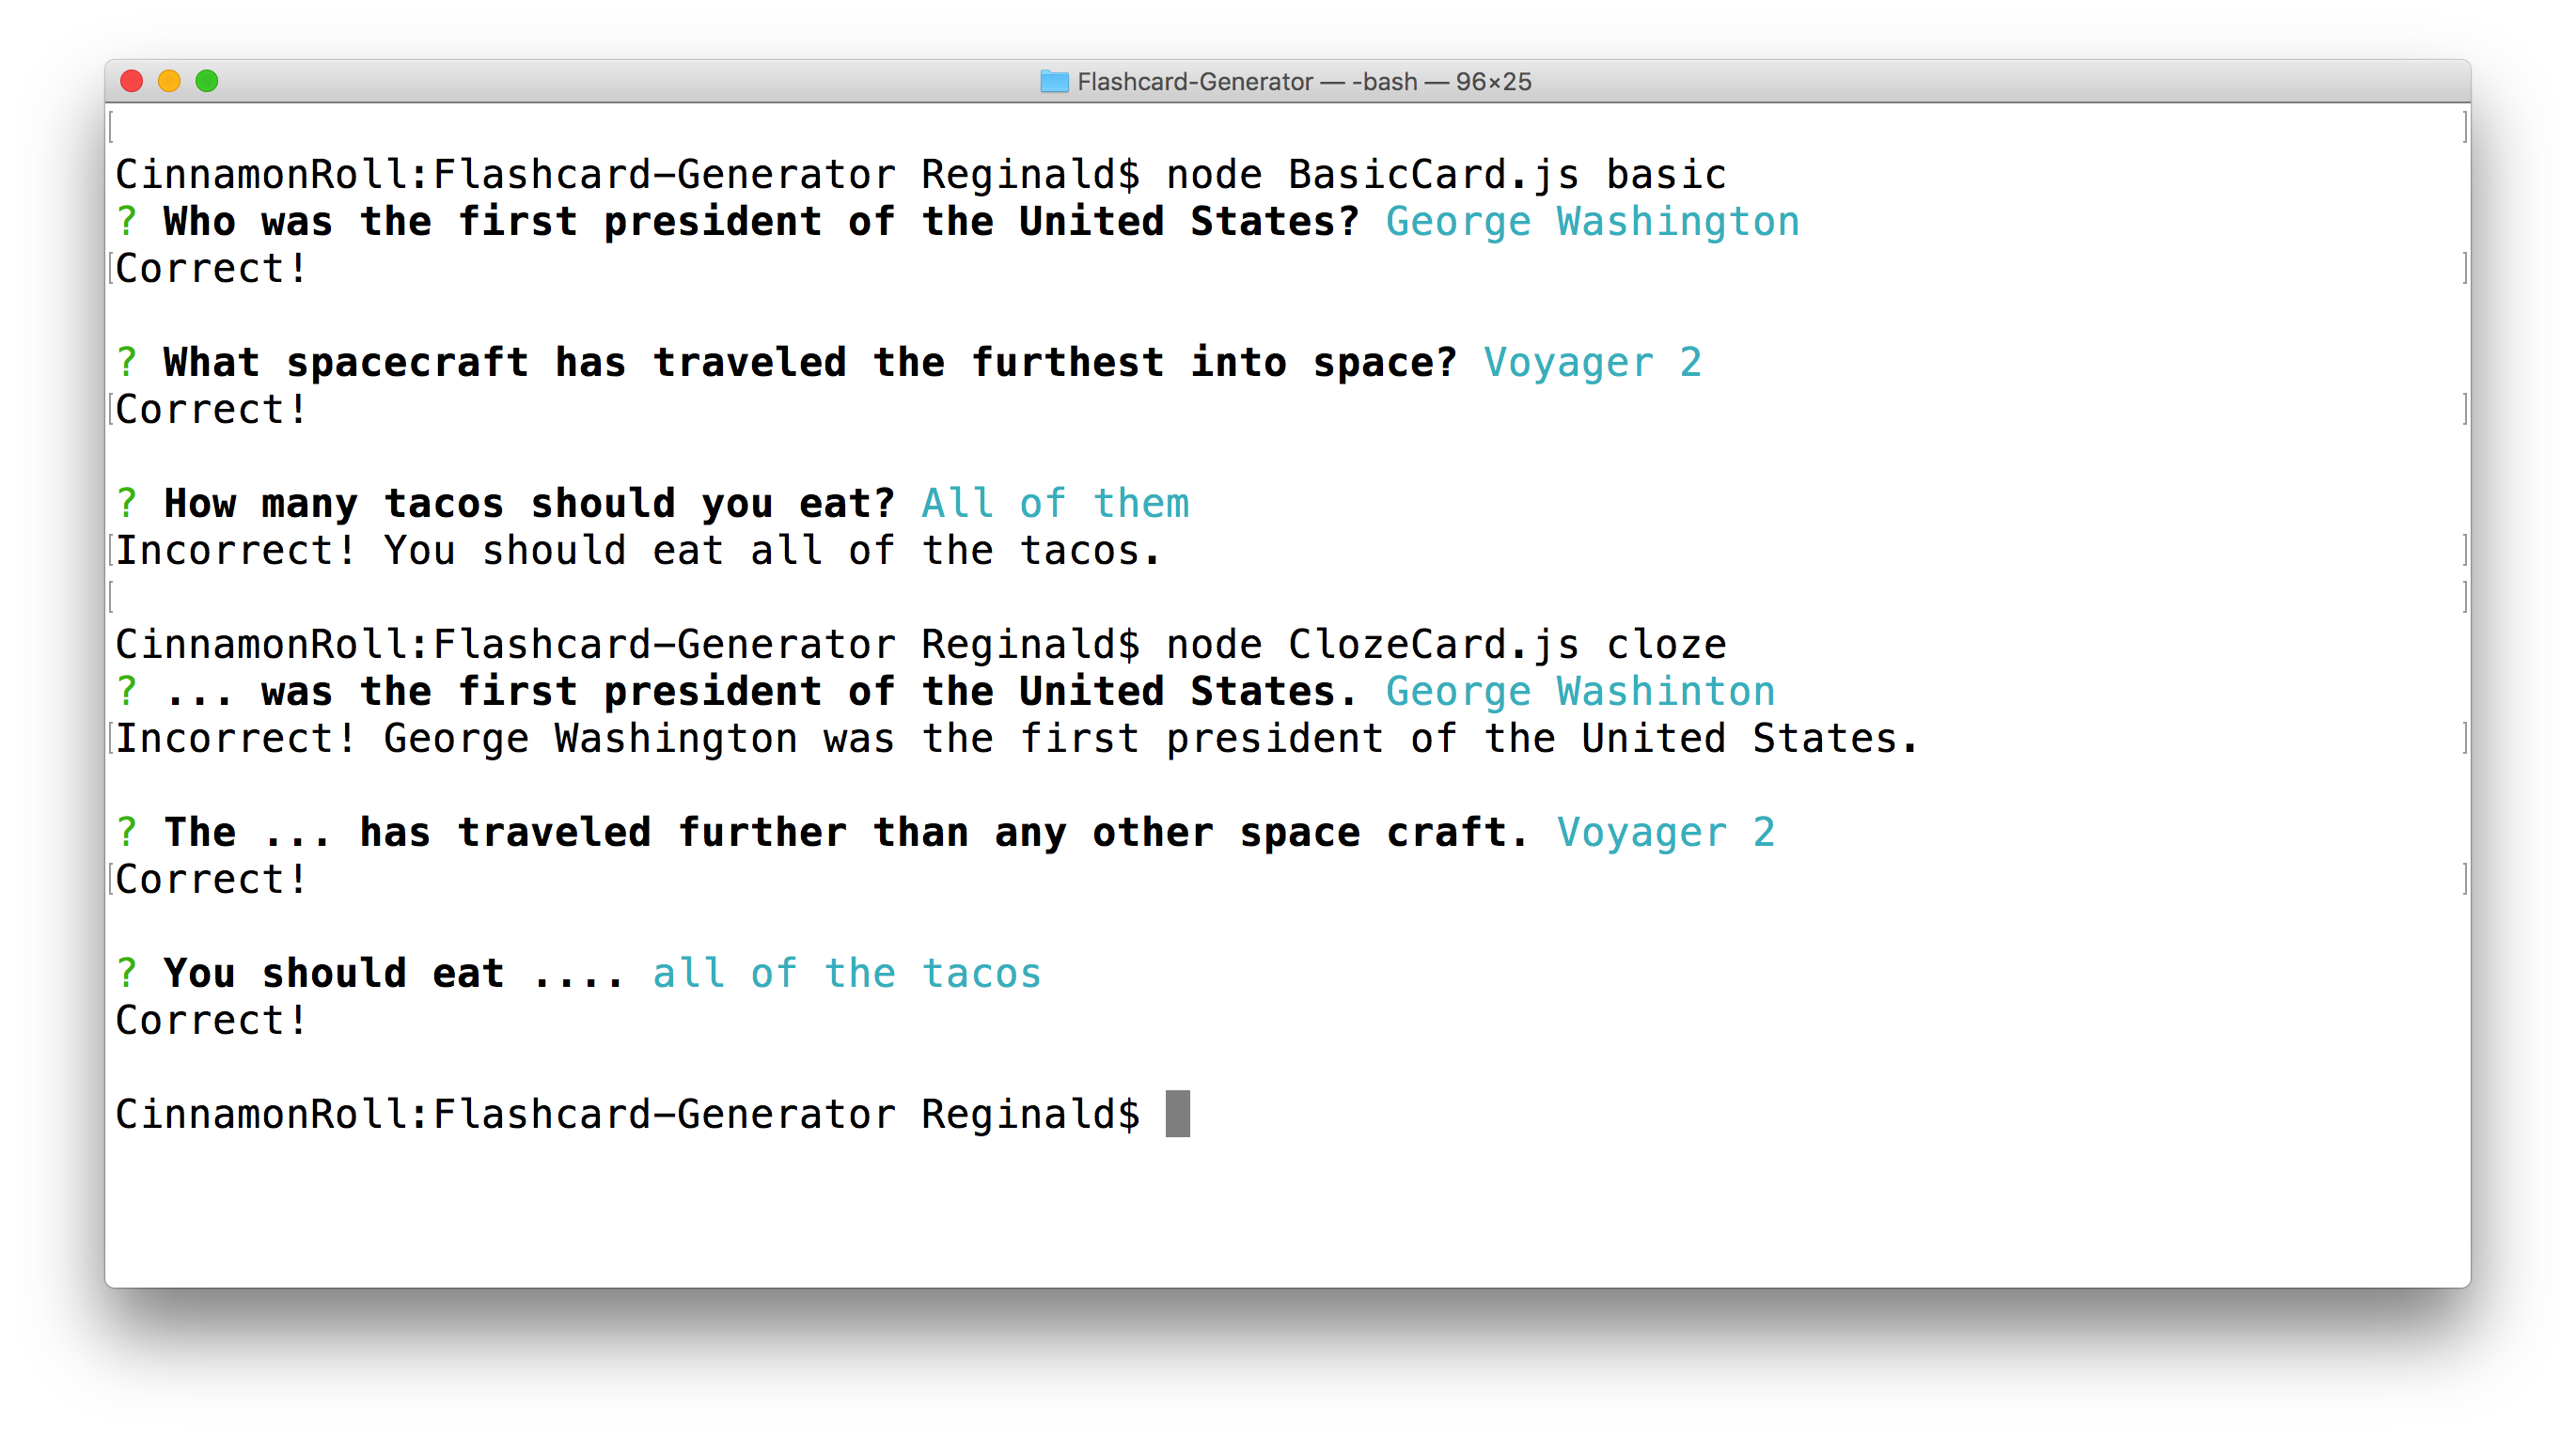 Flashcard-Generator — -bash — 96×25
CinnamonRoll:Flashcard-Generator Reginald$ node BasicCard.js basic
? Who was the first president of the United States? George Washington
Correct!
? What spacecraft has traveled the furthest into space? Voyager 2
Correct!
? How many tacos should you eat? All of them
Incorrect! You should eat all of the tacos.
CinnamonRoll:Flashcard-Generator Reginald$ node ClozeCard.js cloze
? ... was the first president of the United States. George Washinton
Incorrect! George Washington was the first president of the United States.
? The ... has traveled further than any other space craft. Voyager 2
Correct!
? You should eat .... all of the tacos
Correct!
CinnamonRoll:Flashcard-Generator Reginald$